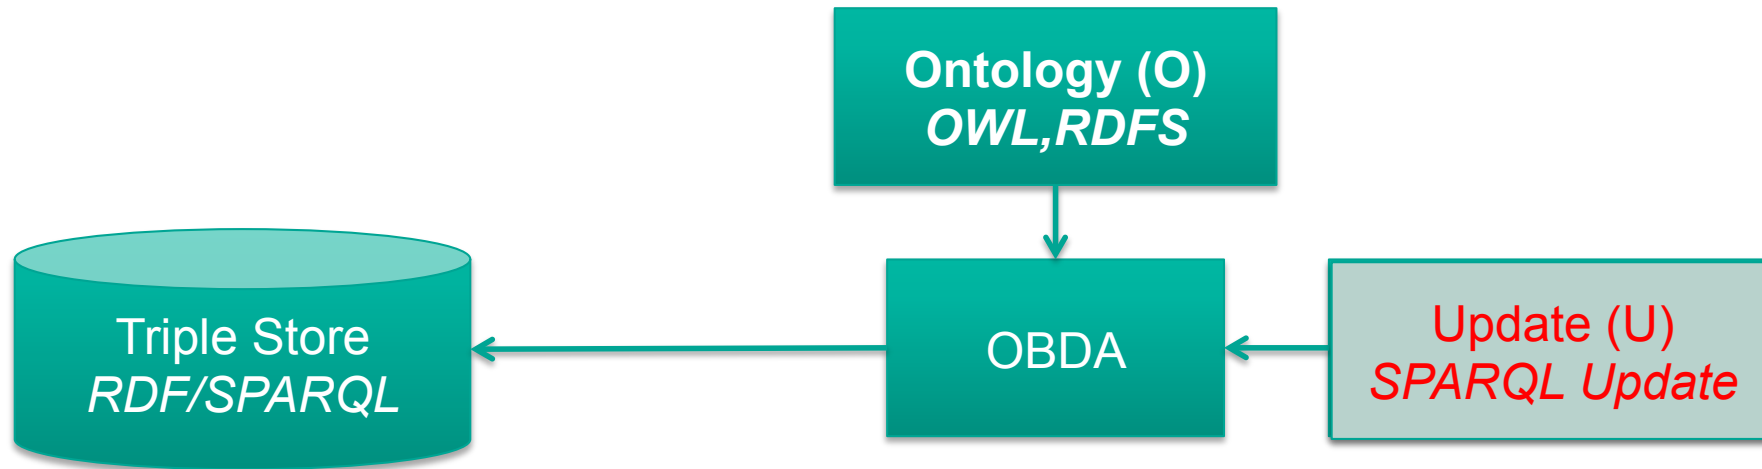 Ontology (O)
OWL,RDFS
Triple Store
RDF/SPARQL
OBDA
Update (U)
SPARQL Update